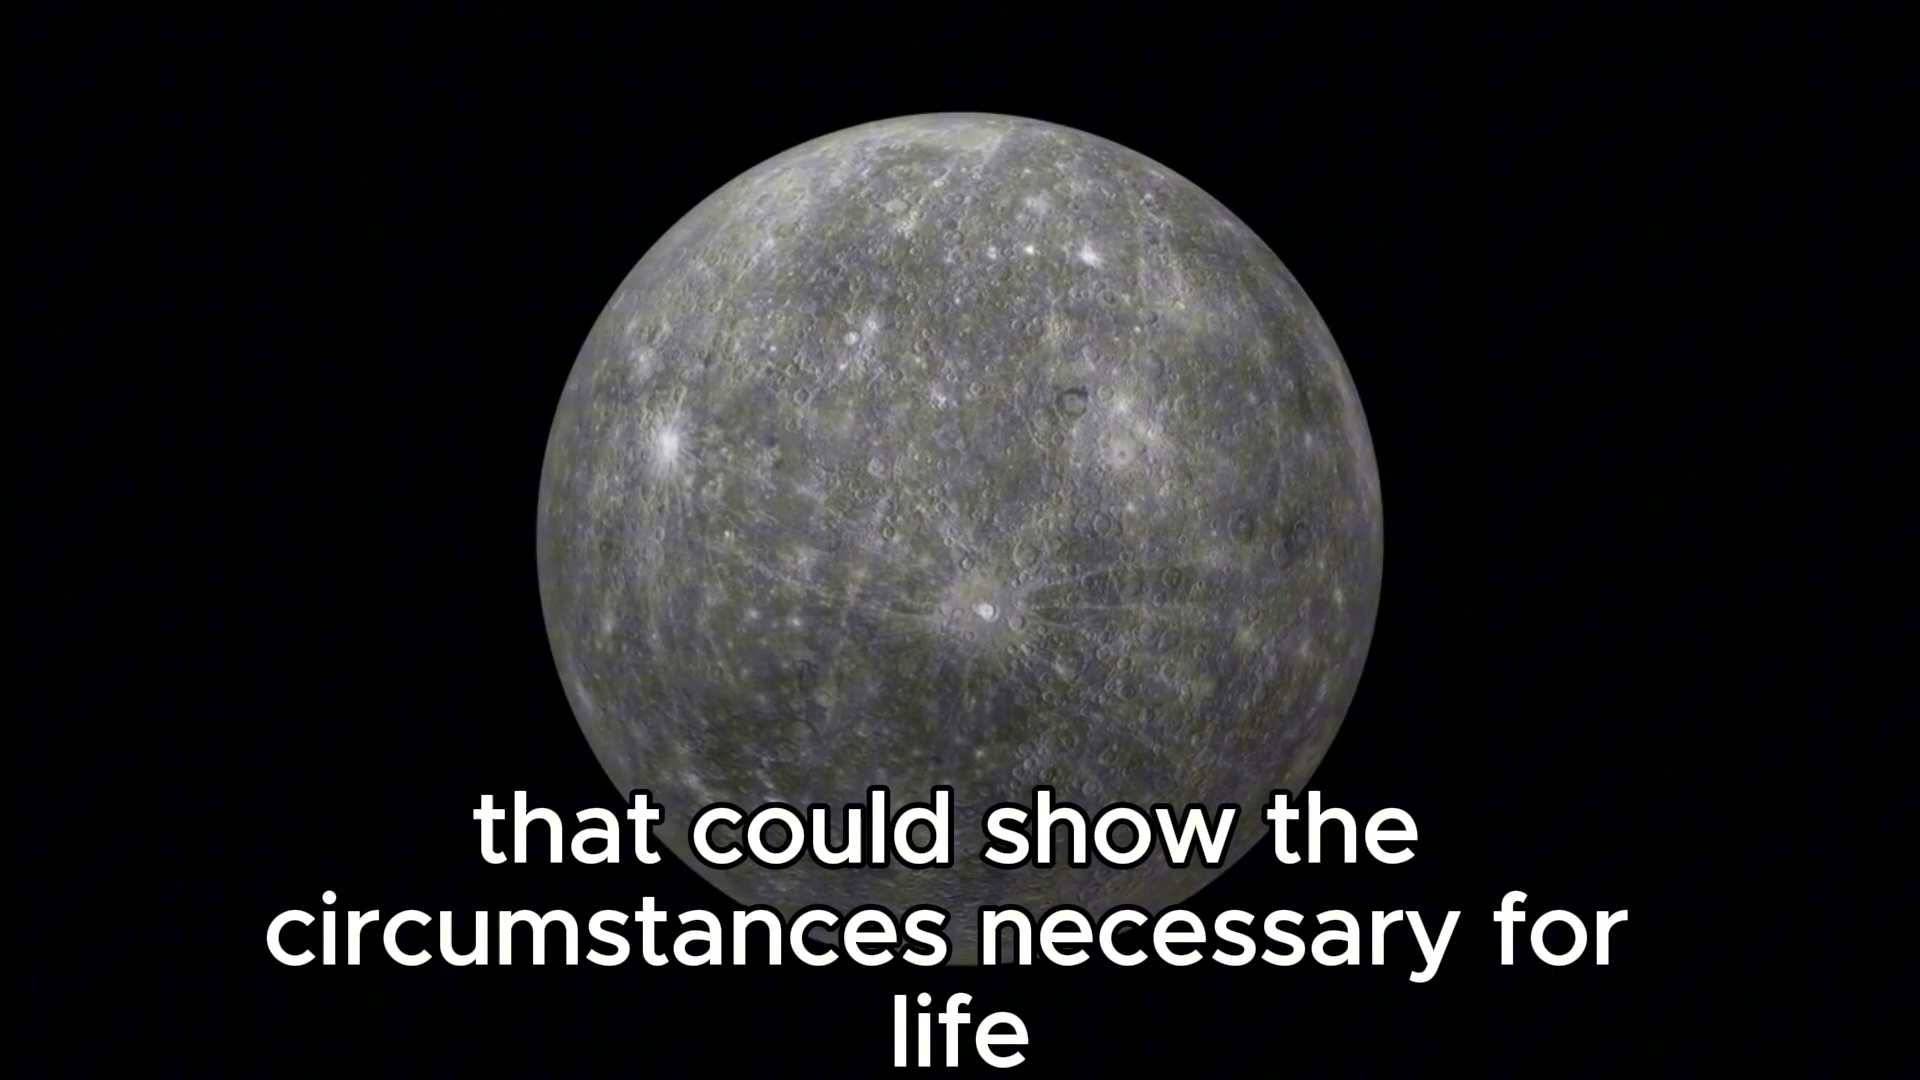 that could show the
circumstances necessary for
life